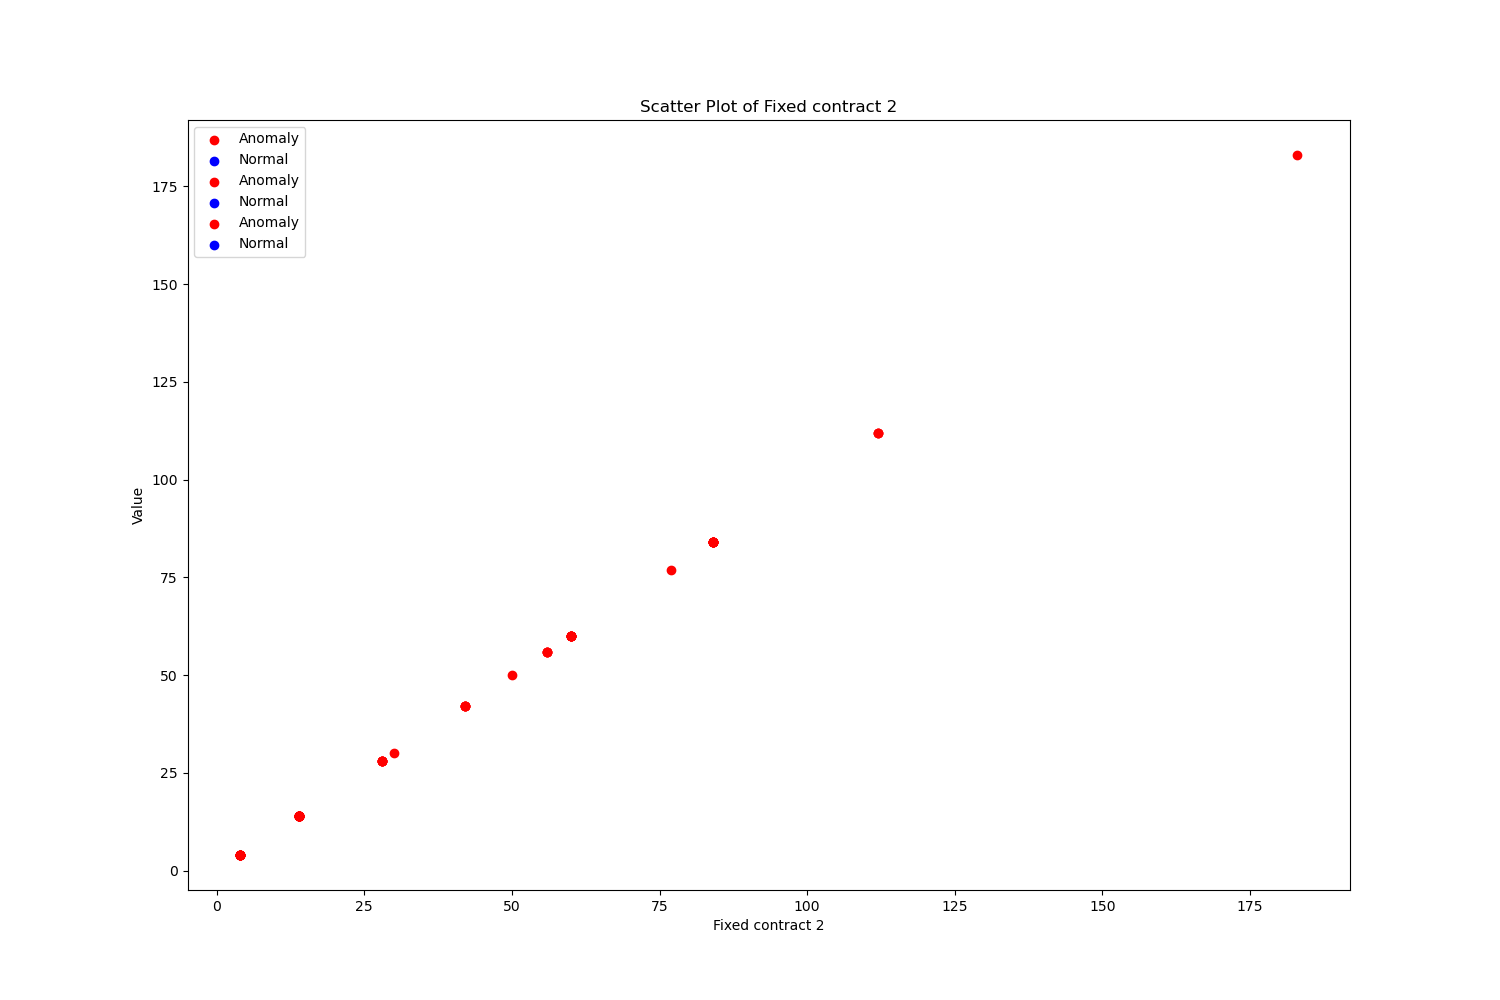 Scatter Plot of Fixed contract 2
Anomaly
Normal
Anomaly
Normal
Anomaly
Normal
175
150
125
100
75
50
25
0
Value
0 25 50 75 100 125 150 175
Fixed contract 2